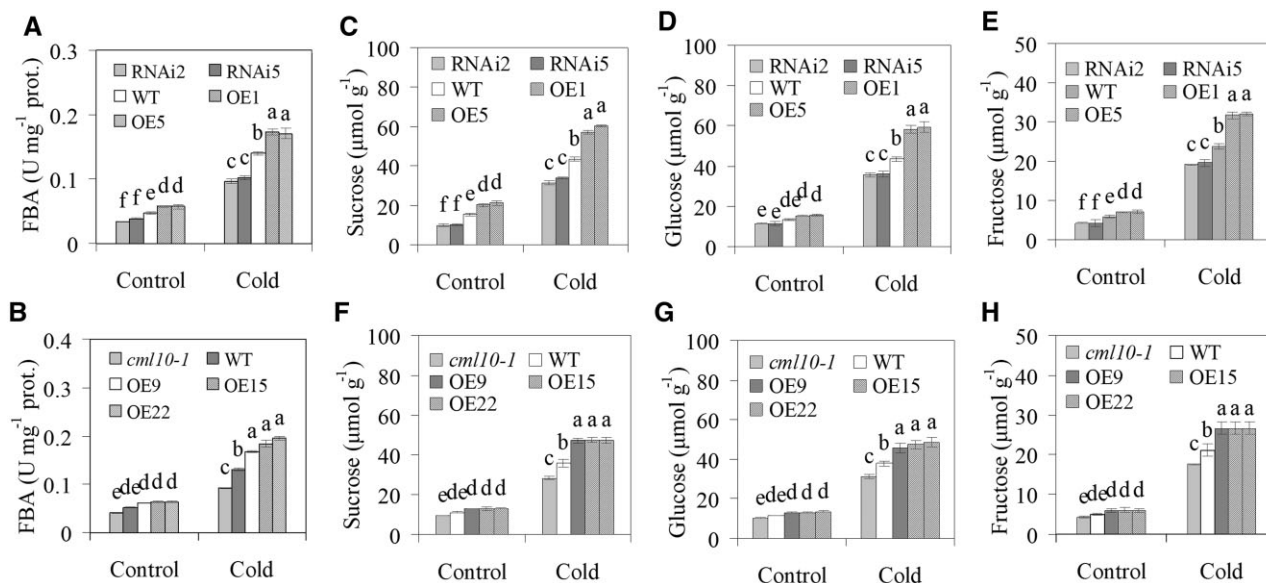 A
FBA (U mg-1 prot.)
0.3
0.2
0.1
0
RNAi2 RNAi5
WT OE1
OE5
f f e d d
c c b a a
Control Cold
C
Sucrose (μmol g-1)
100
80
60
40
20
0
RNAi2 RNAi5
WT OE1
OE5
f f e d d
c c b a a
Control Cold
D
Glucose (μmol g-1)
100
80
60
40
20
0
RNAi2 RNAi5
WT OE1
OE5
e e de d d
c c b a a
Control Cold
E
Fructose (μmol g-1)
50
40
30
20
10
0
RNAi2 RNAi5
WT OE1
OE5
f f e d d
c c b a a
Control Cold
B
FBA (U mg-1 prot.)
0.4
0.3
0.2
0.1
0
cml10-1 WT
OE9 OE15
OE22
e de d d d
c b a a a
Control Cold
F
Sucrose (μmol g-1)
100
80
60
40
20
0
cml10-1 WT
OE9 OE15
OE22
e de d d d
c b a a a
Control Cold
G
Glucose (μmol g-1)
100
80
60
40
20
0
cml10-1 WT
OE9 OE15
OE22
e de d d d
c b a a a
Control Cold
H
Fructose (μmol g-1)
50
40
30
20
10
0
cml10-1 WT
OE9 OE15
OE22
e de d d d
c b a a a
Control Cold